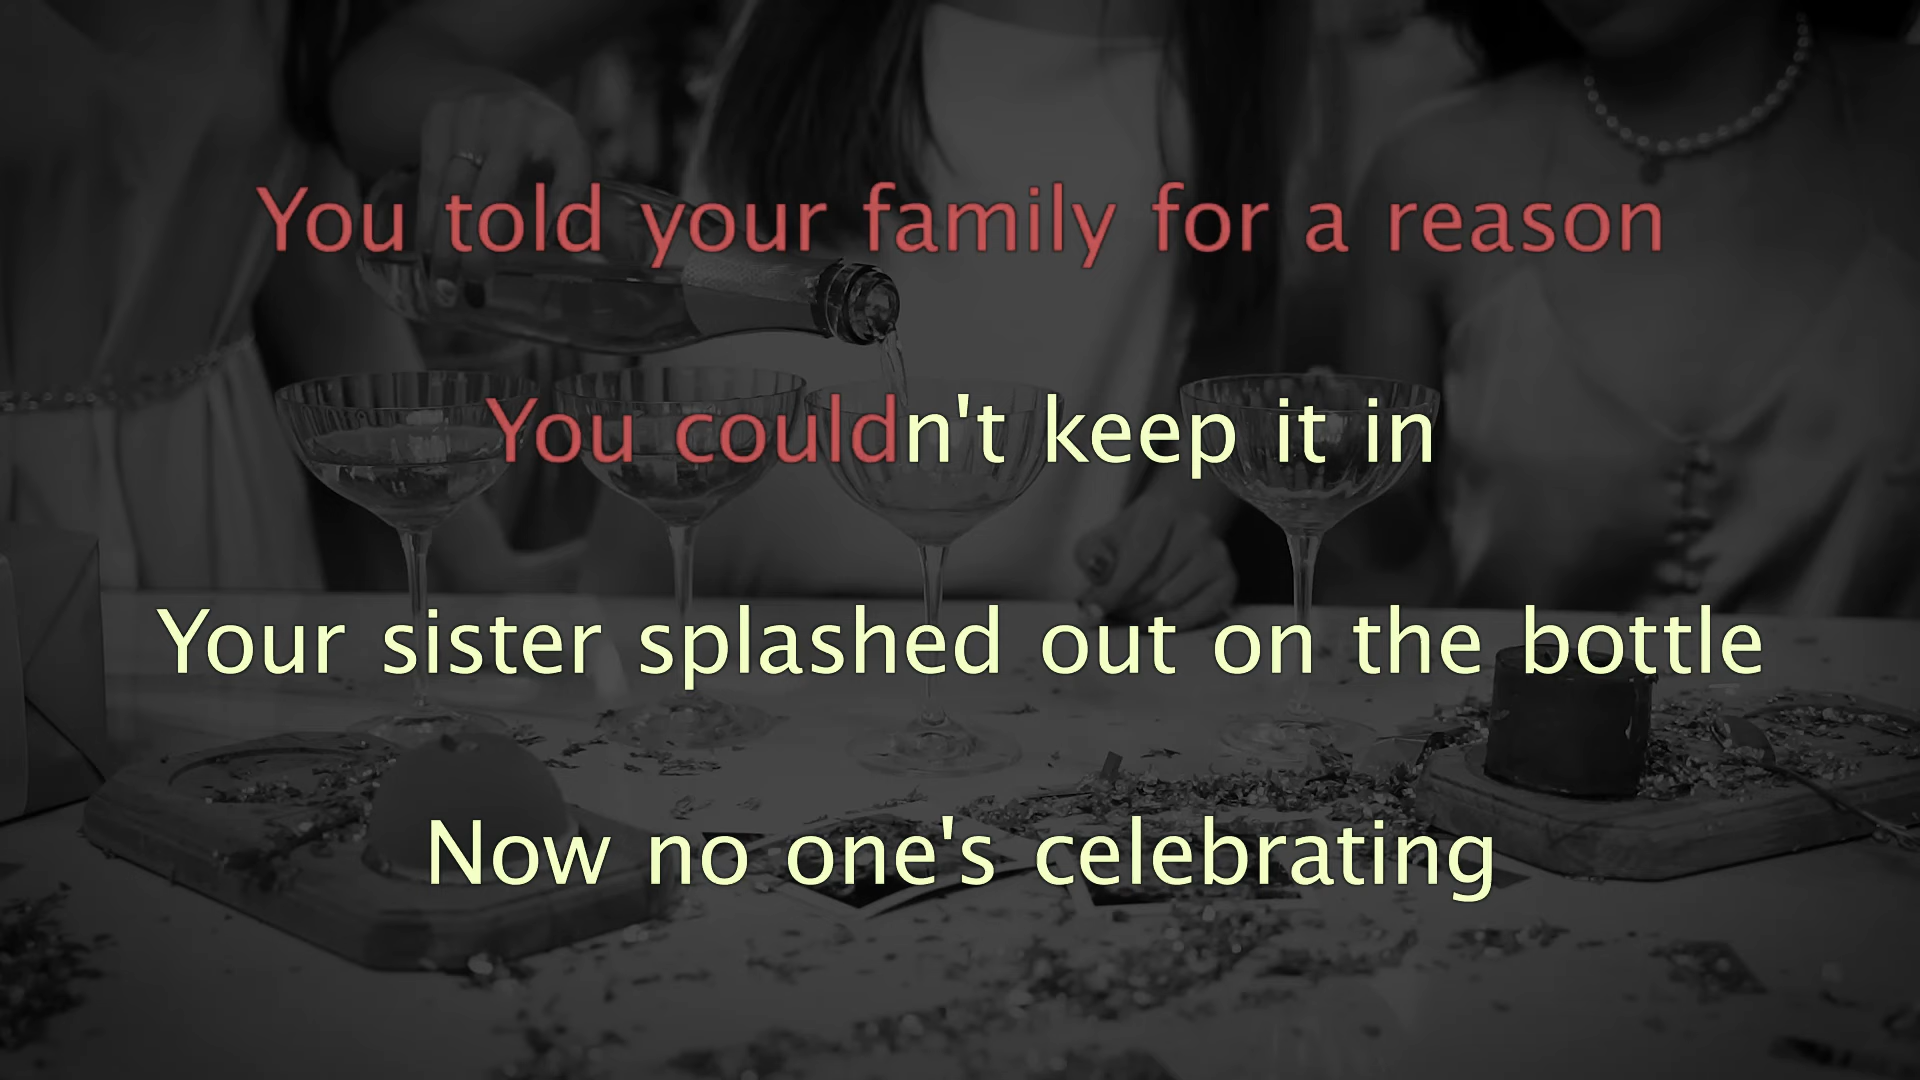 You told your family for a reason
You couldn't keep it in
Your sister splashed out on the bottle
Now no one's celebrating